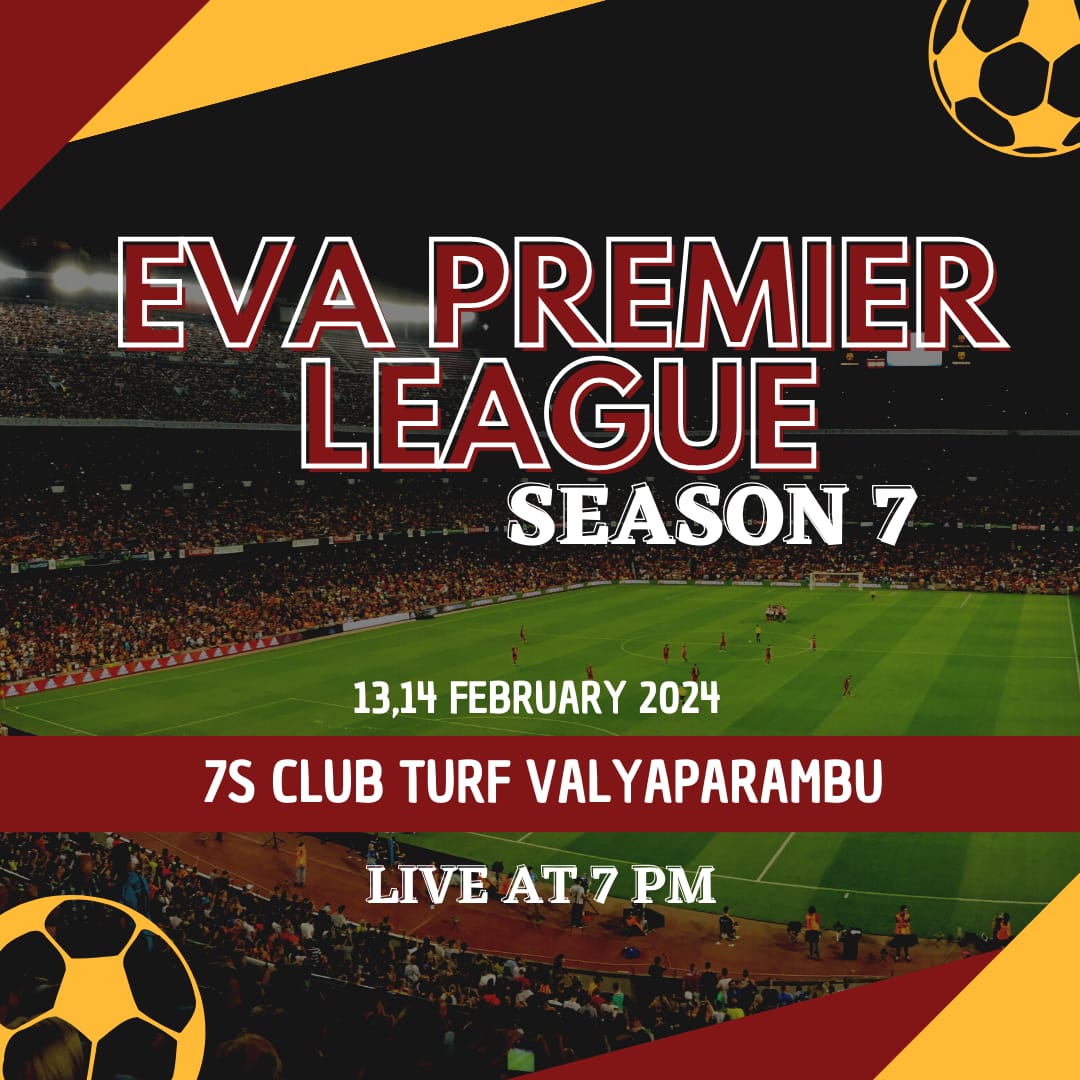 EVA PREMIER
LEAGUE
SEASON 7
13,14 FEBRUARY 2024
7S CLUB TURF VALYAPARAMBU
LIVE AT 7 PM